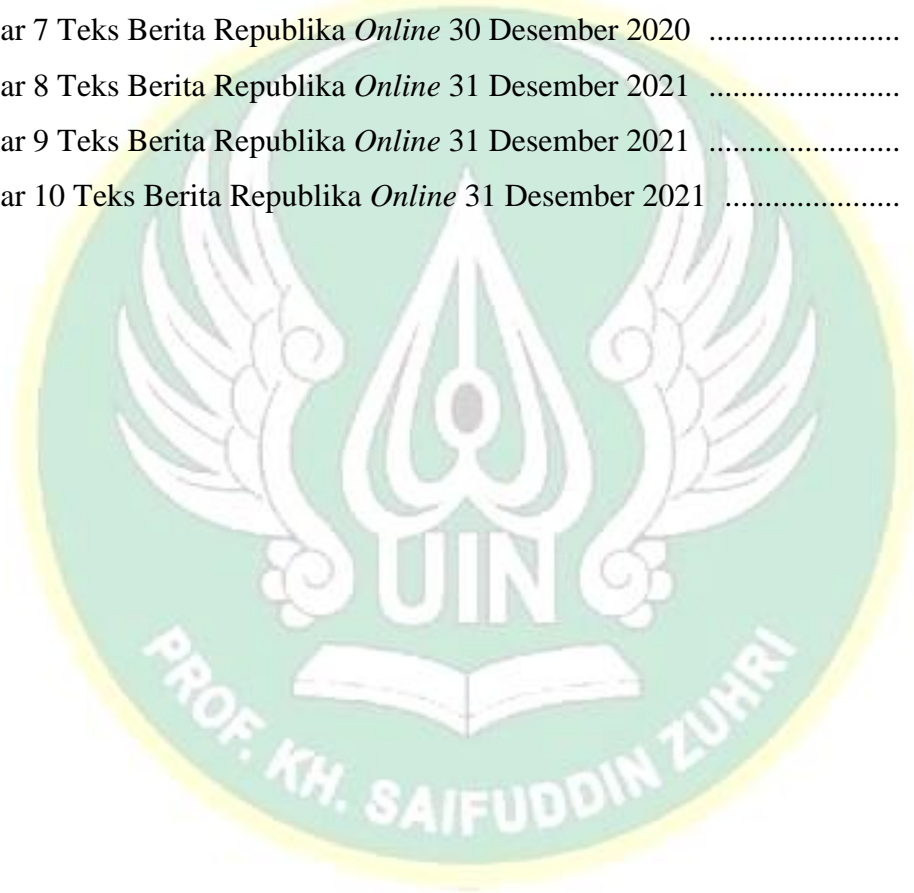 ar 7 Teks Berita Republika Online 30 Desember 2020 ........................
ar 8 Teks Berita Republika Online 31 Desember 2021 ........................
ar 9 Teks Berita Republika Online 31 Desember 2021 ........................
ar 10 Teks Berita Republika Online 31 Desember 2021 ......................
UIN
PROF. KH. SAIFUDDIN ZUHRI